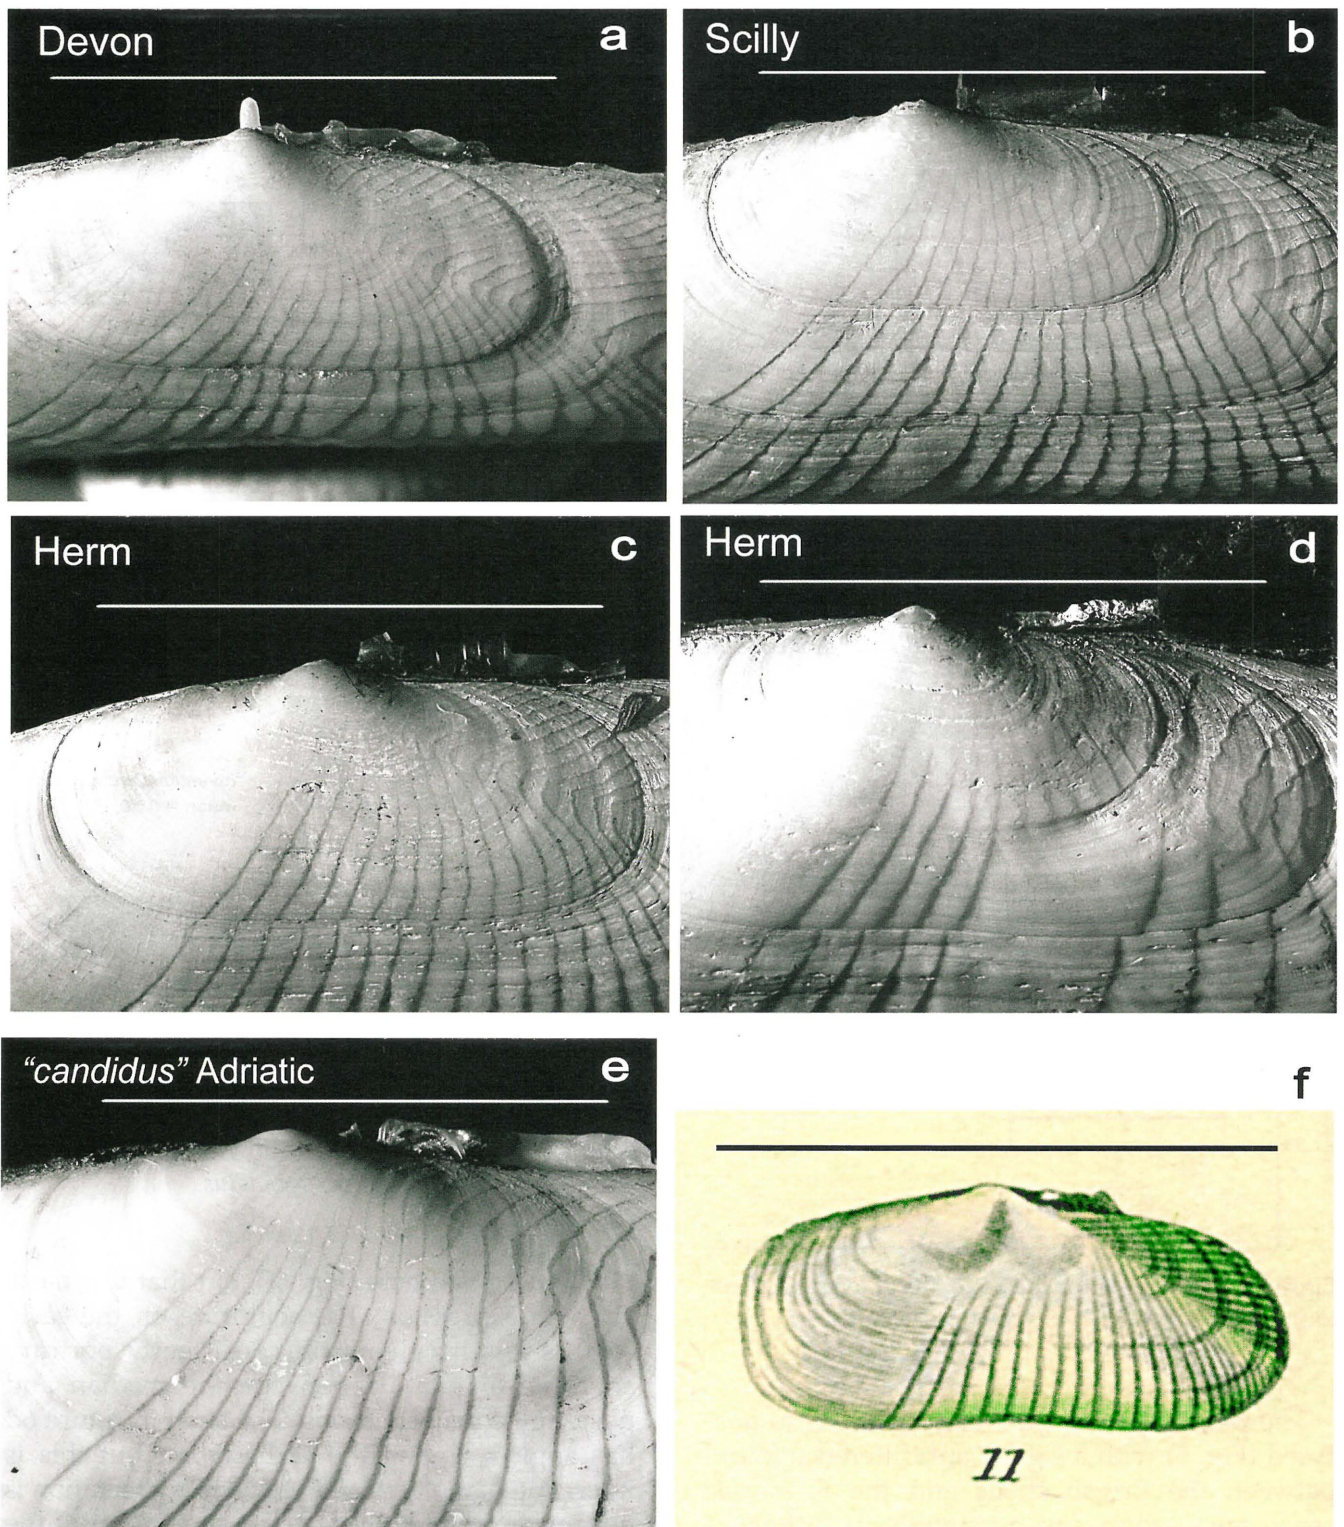 Devon a
Scilly b
Herm c
Herm d
“candidus” Adriatic e
f
11